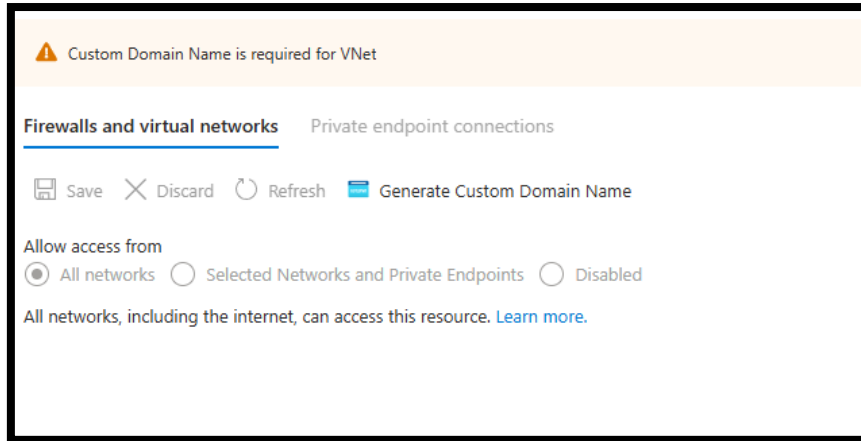 Custom Domain Name is required for VNet
Firewalls and virtual networks Private endpoint connections
Save Discard Refresh Generate Custom Domain Name
Allow access from
All networks Selected Networks and Private Endpoints Disabled
All networks, including the internet, can access this resource. Learn more.